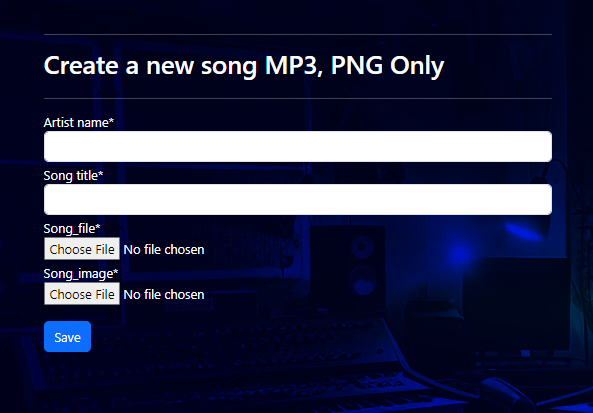 Create a new song MP3, PNG Only
Artist name*
Song title*
Song_file*
Choose File No file chosen
Song_image*
Choose File No file chosen
Save